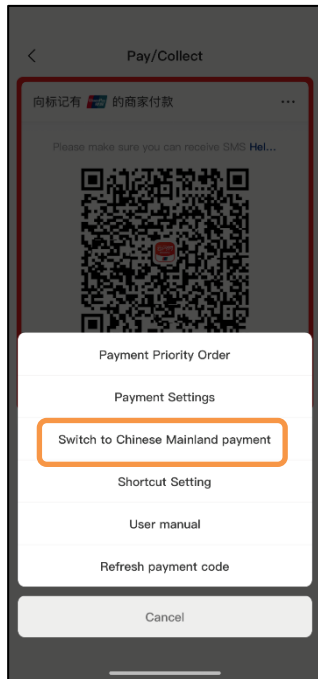 Pay/Collect
向标记有 的商家付款 ...
Please make sure you can receive SMS Hel...
Payment Priority Order
Payment Settings
Switch to Chinese Mainland payment
Shortcut Setting
User manual
Refresh payment code
Cancel